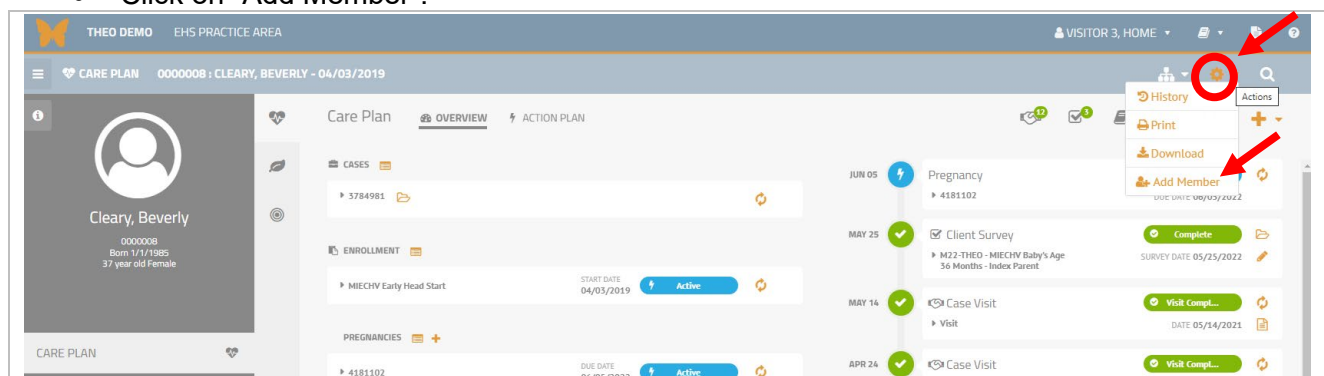 Click on "Add Member".
THEO DEMO EHS PRACTICE AREA
VISITOR 3, HOME
CARE PLAN 0000008 : CLEARY, BEVERLY - 04/03/2019
History
Actions
Print
Download
Add Member
Care Plan OVERVIEW ACTION PLAN
12
3
CASES
3784981
Cleary, Beverly
0000008
Born 1/1/1985
37 year old Female
ENROLLMENT
MIECHV Early Head Start
START DATE
04/03/2019
Active
PREGNANCIES
4181102
DUE DATE
Active
CARE PLAN
JUN 05
Pregnancy
4181102
DUE DATE 06/05/2022
MAY 25
Client Survey
Complete
M22-THEO - MIECHV Baby's Age
36 Months - Index Parent
SURVEY DATE 05/25/2022
MAY 14
Case Visit
Visit Compl...
Visit
DATE 05/14/2021
APR 24
Case Visit
Visit Compl...